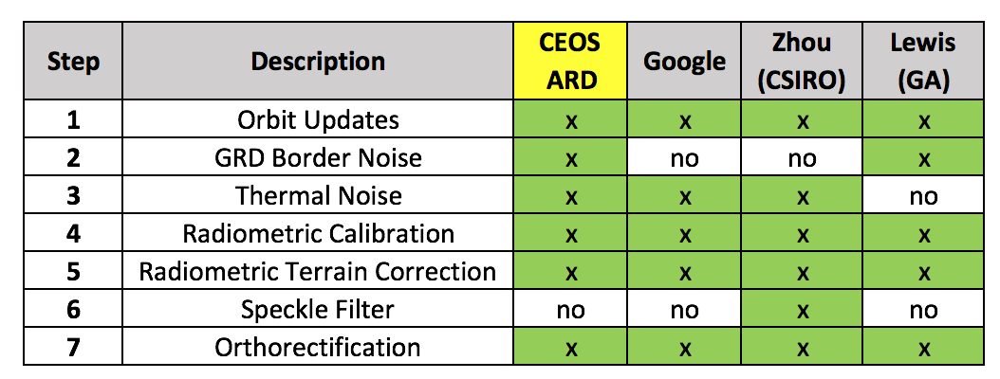 Step Description CEOS ARD Google Zhou (CSIRO) Lewis (GA)
1 Orbit Updates x x x x
2 GRD Border Noise x no no x
3 Thermal Noise x x x no
4 Radiometric Calibration x x x x
5 Radiometric Terrain Correction x x x x
6 Speckle Filter no no x no
7 Orthorectification x x x x